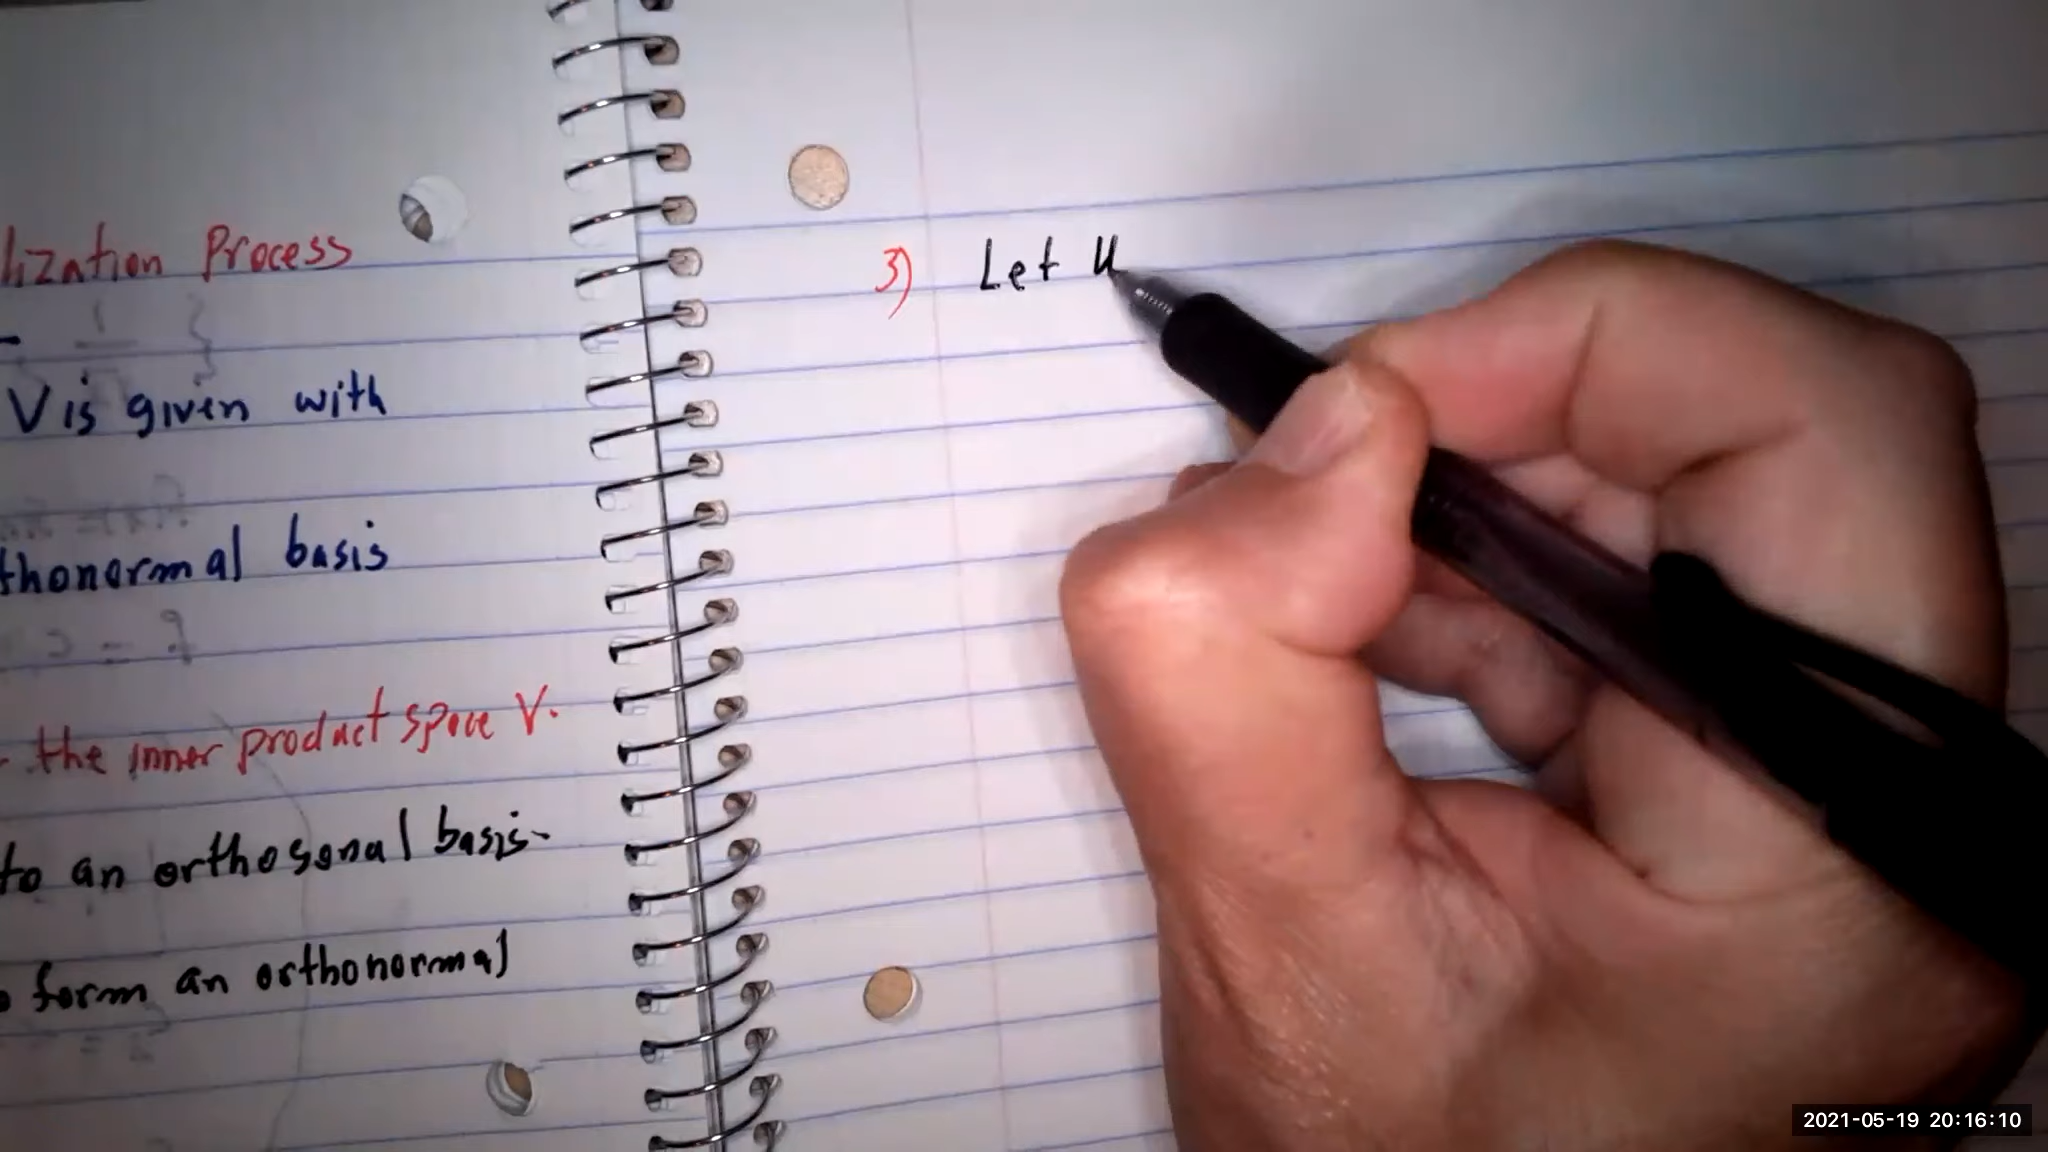 lization Process
V is given with
thonormal basis
the inner product space V.
to an orthogonal basis-
form an orthonormal
3) Let u
2021-05-19 20:16:10